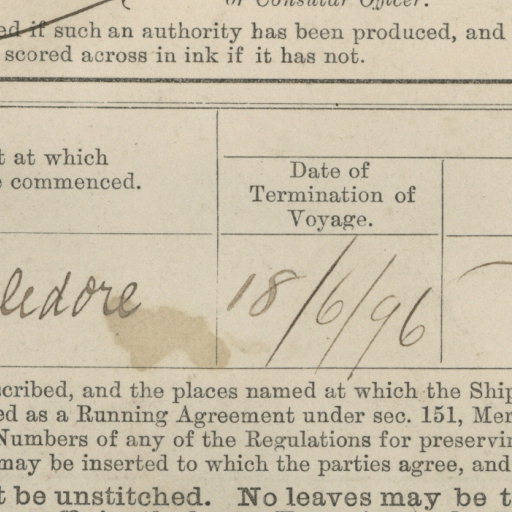 or Consular Officer.
ed if such an authority has been produced, and
scored across in ink if it has not.
t at which
commenced.
Date of
Termination of
Voyage.
ledore
18/6/96
scribed, and the places named at which the Ship
ed as a Running Agreement under sec. 151, Mer
Numbers of any of the Regulations for preservin
may be inserted to which the parties agree, and
t be unstitched. No leaves may be t